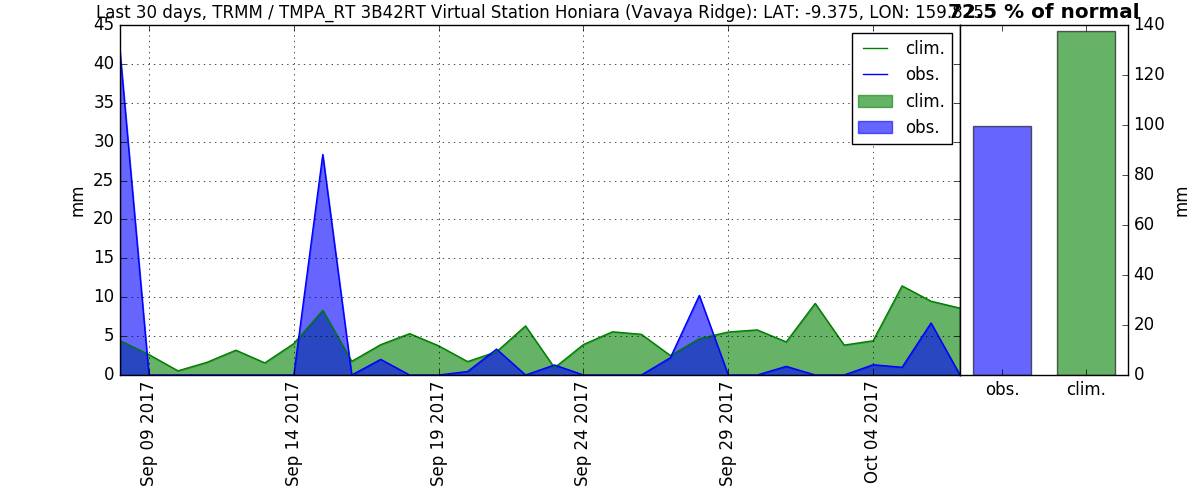 Last 30 days, TRMM / TMPA_RT 3B42RT Virtual Station Honiara (Vavaya Ridge): LAT: -9.375, LON:
72.5 % of normal
45
40
35
30
25
20
15
10
5
0
mm
clim.
obs.
clim.
obs.
Sep 09 2017
Sep 14 2017
Sep 19 2017
Sep 24 2017
Sep 29 2017
Oct 04 2017
140
120
100
80
60
40
20
0
mm
obs.
clim.